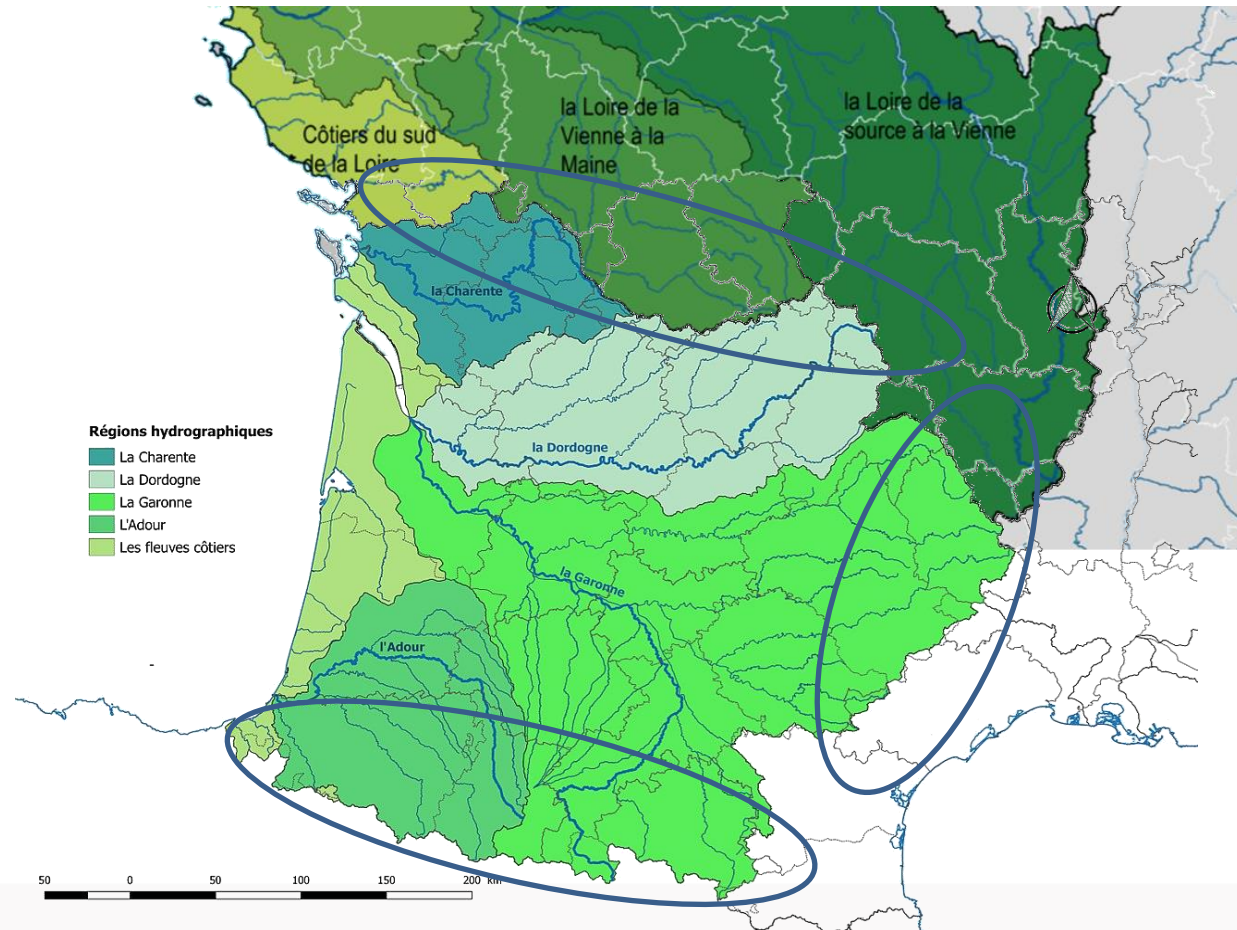 Côtiers du sud
de la Loire
la Loire de la
Vienne à la
Maine
la Loire de la
source à la Vienne
la Charente
la Dordogne
Régions hydrographiques
La Charente
La Dordogne
La Garonne
L'Adour
Les fleuves côtiers
la Garonne
l'Adour
-
50 0 50 100 150 200 km